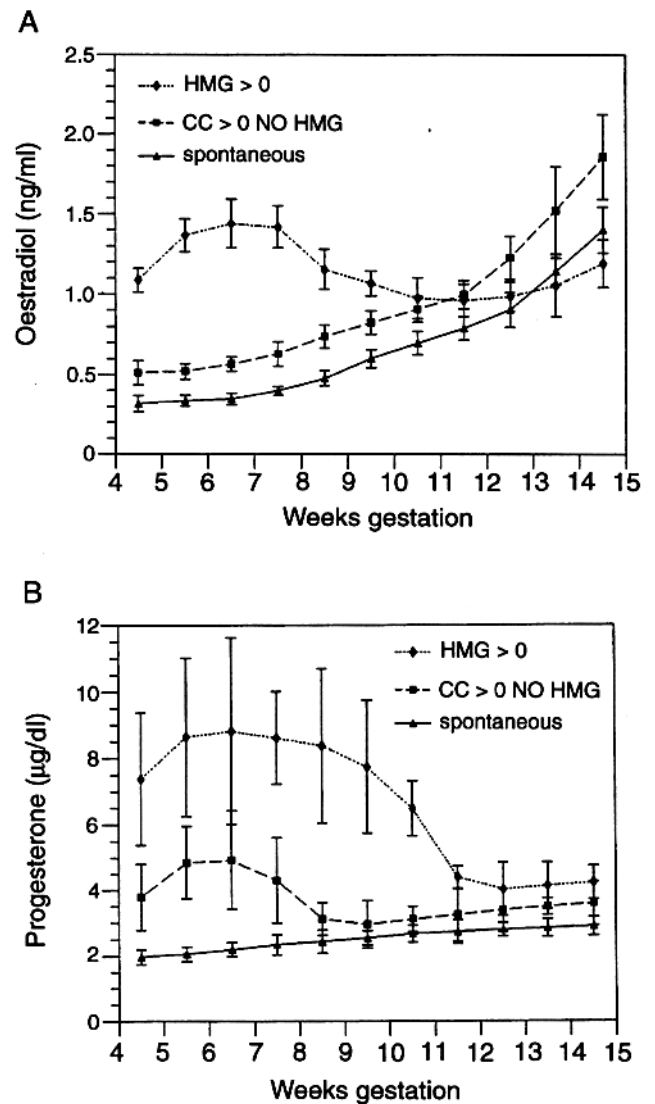 A
2.5
2.0
1.5
1.0
0.5
0
Oestradiol (ng/ml)
HMG > 0
CC > 0 NO HMG
spontaneous
4 5 6 7 8 9 10 11 12 13 14 15
Weeks gestation
B
12
10
8
6
4
2
0
Progesterone (μg/dl)
HMG > 0
CC > 0 NO HMG
spontaneous
4 5 6 7 8 9 10 11 12 13 14 15
Weeks gestation